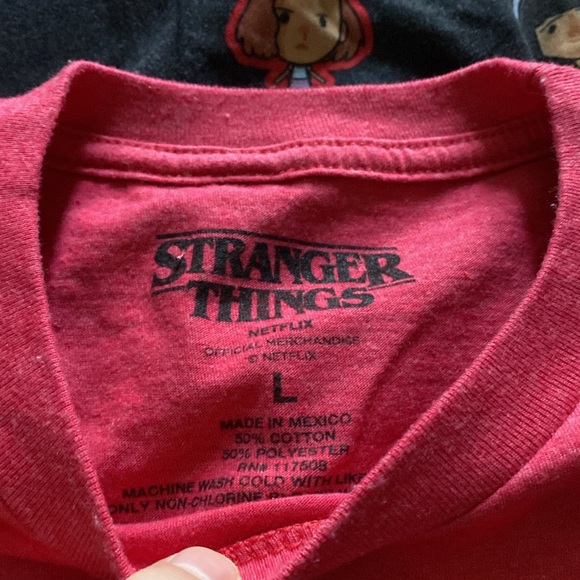 STRANGER
THINGS
NETFLIX
OFFICIAL MERCHANDISE
© NETFLIX
L
MADE IN MEXICO
50% COTTON
50% POLYESTER
RN# 117508
MACHINE WASH COLD WITH LIKE
ONLY NON-CHLORINE